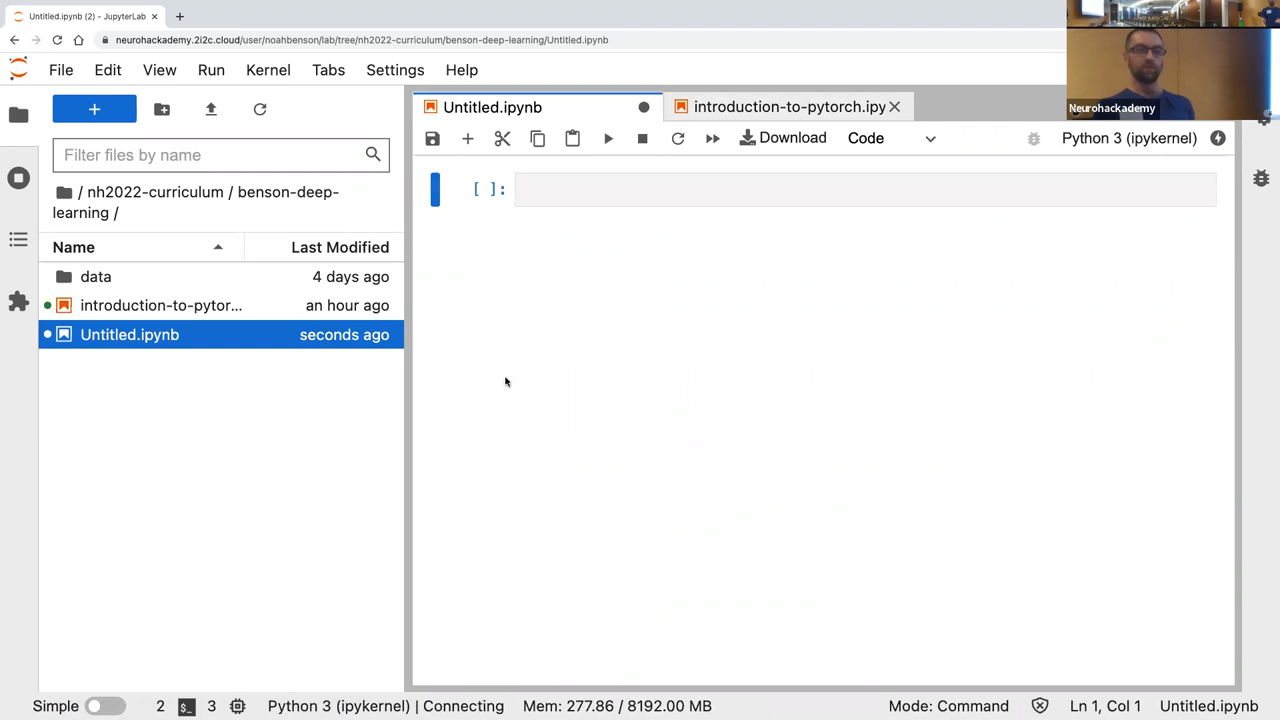 Untitled.ipynb (2) - JupyterLab
neurohackademy.2i2c.cloud/user/noahbenson/lab/tree/nh2022-curriculum/benson-deep-learning/Untitled.ipynb
File Edit View Run Kernel Tabs Settings Help
Neurohackademy
Untitled.ipynb
introduction-to-pytorch.ipy
Download
Code
Python 3 (ipykernel)
Filter files by name
/ nh2022-curriculum / benson-deep-
learning /
Name Last Modified
data 4 days ago
introduction-to-pytor... an hour ago
Untitled.ipynb seconds ago
[ ]:
Simple 2 3 Python 3 (ipykernel) | Connecting Mem: 277.86 / 8192.00 MB Mode: Command Ln 1, Col 1 Untitled.ipynb